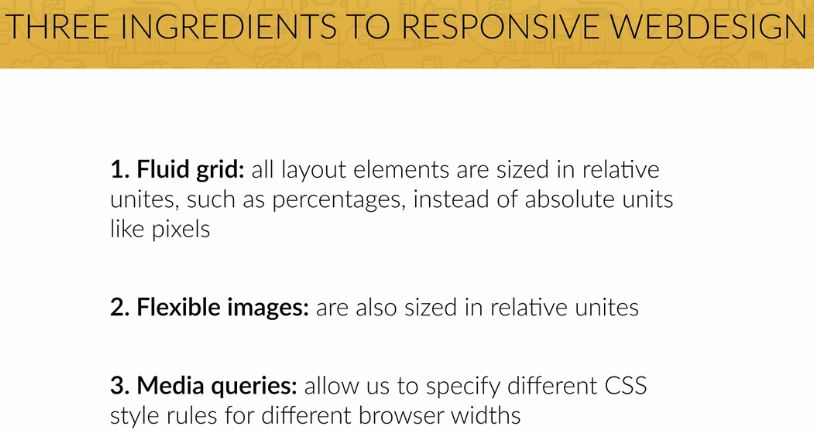 THREE INGREDIENTS TO RESPONSIVE WEBDESIGN
1. Fluid grid: all layout elements are sized in relative
unites, such as percentages, instead of absolute units
like pixels
2. Flexible images: are also sized in relative unites
3. Media queries: allow us to specify different CSS
style rules for different browser widths